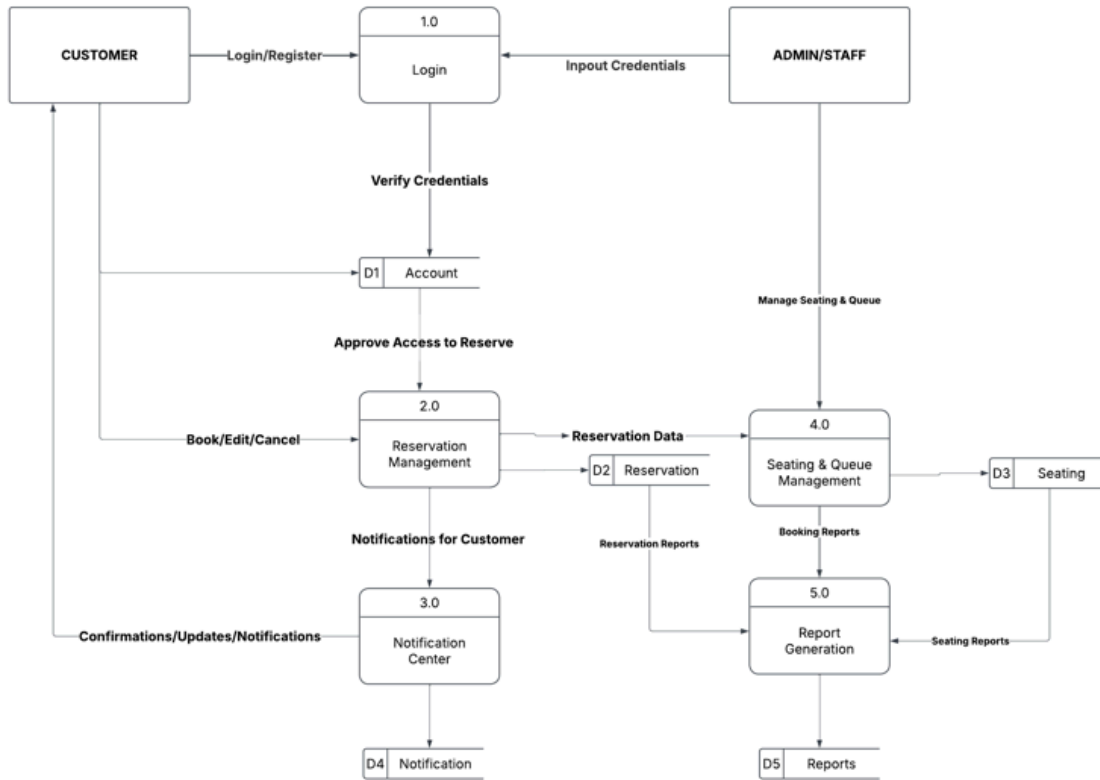 1.0
CUSTOMER
Login/Register
Login
Inpout Credentials
ADMIN/STAFF
Verify Credentials
D1
Account
Manage Seating & Queue
Approve Access to Reserve
2.0
Reservation
Management
Book/Edit/Cancel
Reservation Data
4.0
Seating & Queue
Management
D2
Reservation
D3
Seating
Notifications for Customer
Reservation Reports
Booking Reports
3.0
Notification
Center
Confirmations/Updates/Notifications
5.0
Report
Generation
Seating Reports
D4
Notification
D5
Reports